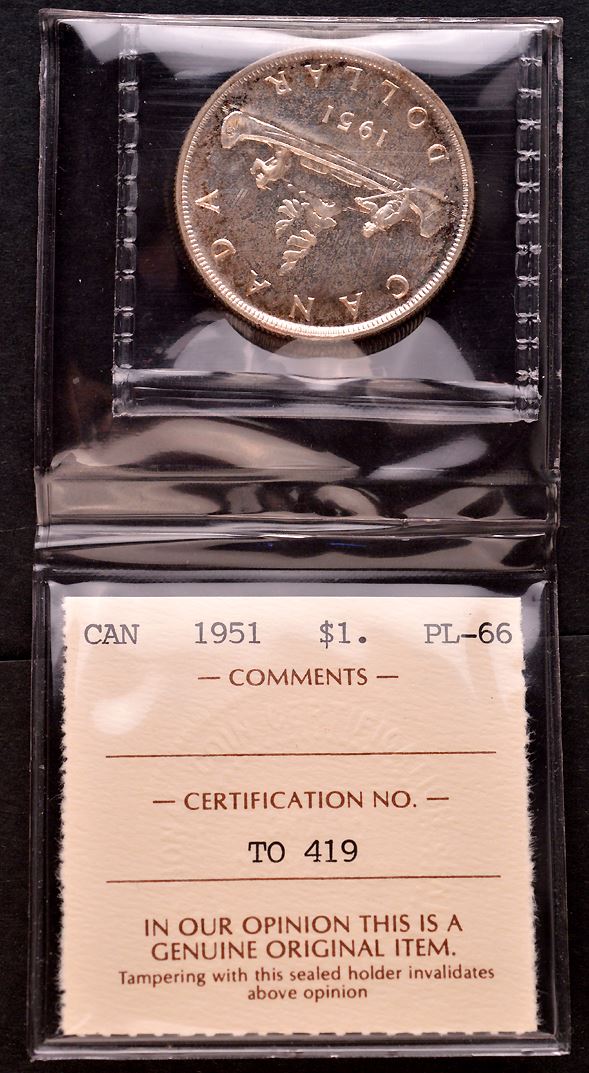 CANADA
1951
DOLLAR
CAN 1951 $1. PL-66
— COMMENTS —
— CERTIFICATION NO. —
TO 419
IN OUR OPINION THIS IS A
GENUINE ORIGINAL ITEM.
Tampering with this sealed holder invalidates
above opinion